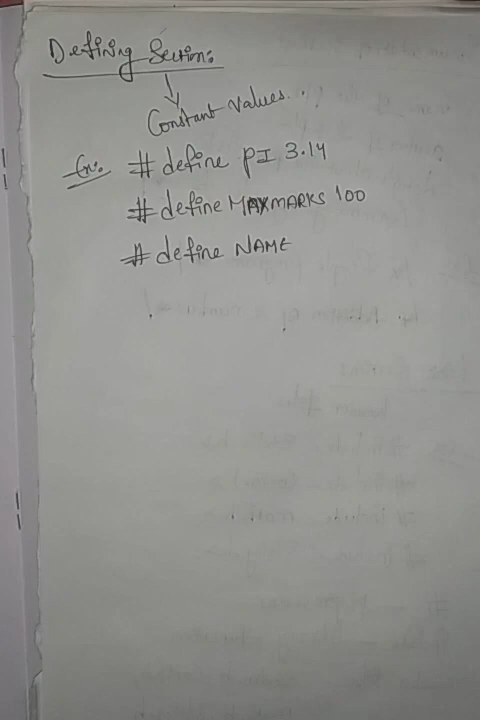 Defining Section:
Constant values..
Ex:. # define PI 3.14
# define MAXMARKS 100
# define NAME